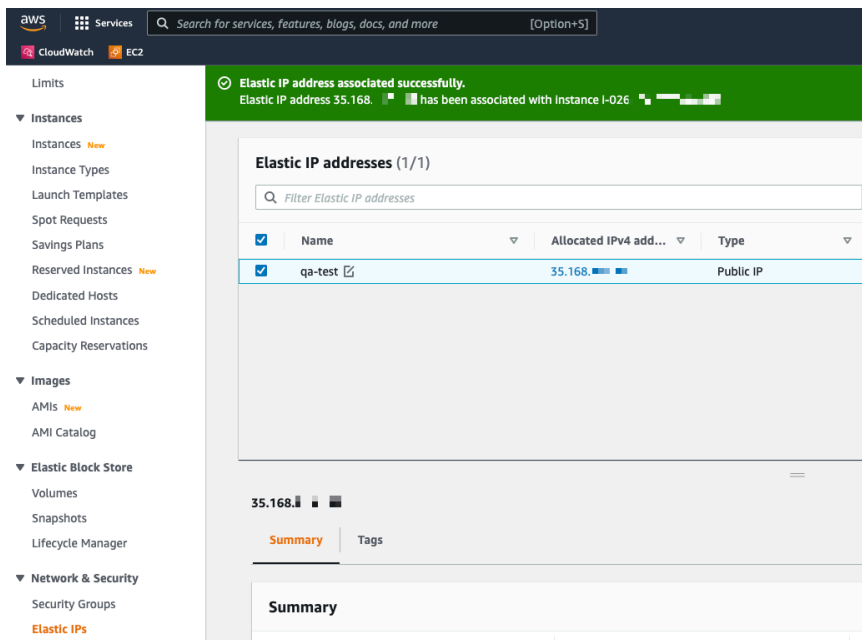 aws
Services
Search for services, features, blogs, docs, and more [Option+S]
CloudWatch EC2
Limits
Instances
Instances New
Instance Types
Launch Templates
Spot Requests
Savings Plans
Reserved Instances New
Dedicated Hosts
Scheduled Instances
Capacity Reservations
Images
AMIs New
AMI Catalog
Elastic Block Store
Volumes
Snapshots
Lifecycle Manager
Network & Security
Security Groups
Elastic IPs
Elastic IP address associated successfully.
Elastic IP address 35.168. has been associated with instance i-026
Elastic IP addresses (1/1)
Filter Elastic IP addresses
Name Allocated IPv4 add... Type
qa-test 35.168. Public IP
35.168.
Summary Tags
Summary